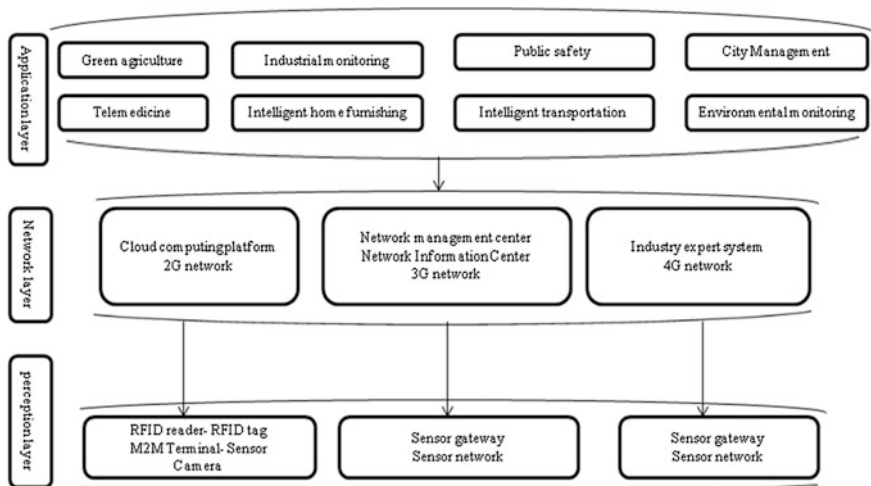 Application layer
Green agriculture
Industrial monitoring
Public safety
City Management
Telemedicine
Intelligent home furnishing
Intelligent transportation
Environmental monitoring
Network layer
Cloud computing platform
2G network
Network management center
Network Information Center
3G network
Industry expert system
4G network
perception layer
RFID reader- RFID tag
M2M Terminal- Sensor
Camera
Sensor gateway
Sensor network
Sensor gateway
Sensor network